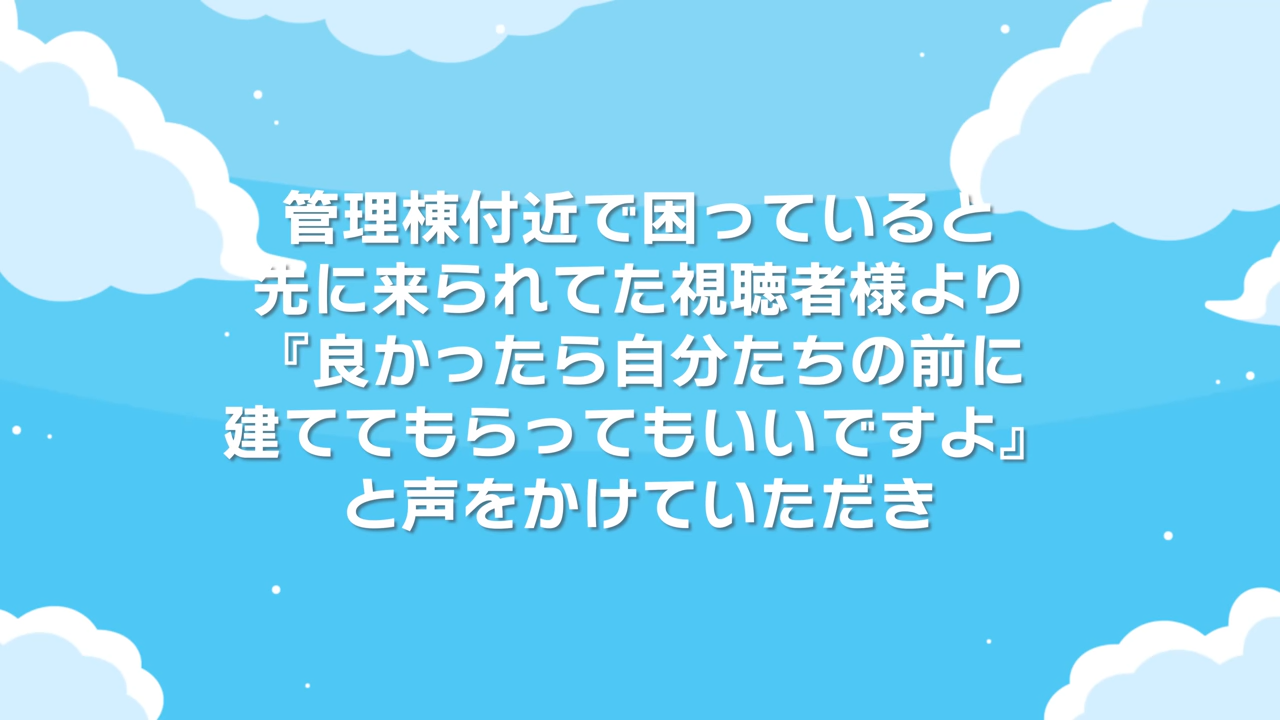 管理棟付近で困っていると
先に来られてた視聴者様より
『良かったら自分たちの前に
建ててもらってもいいですよ』
と声をかけていただき